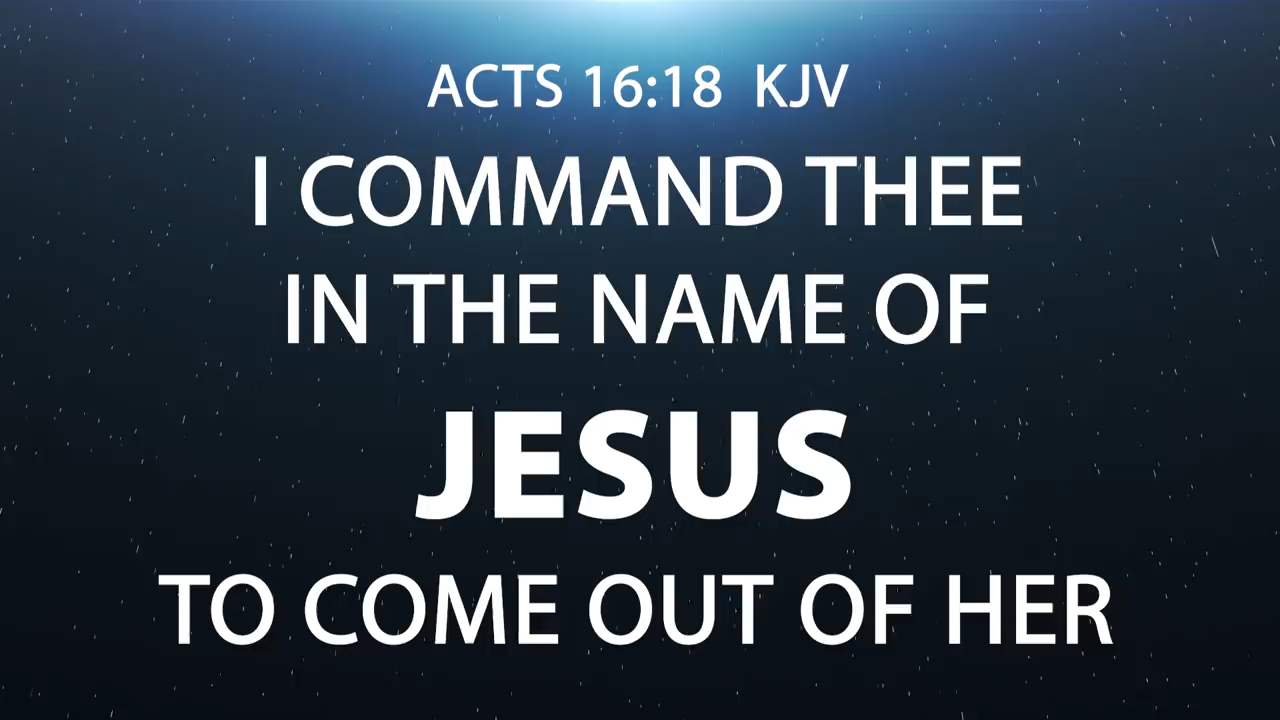 ACTS 16:18 KJV
I COMMAND THEE
IN THE NAME OF
JESUS
TO COME OUT OF HER